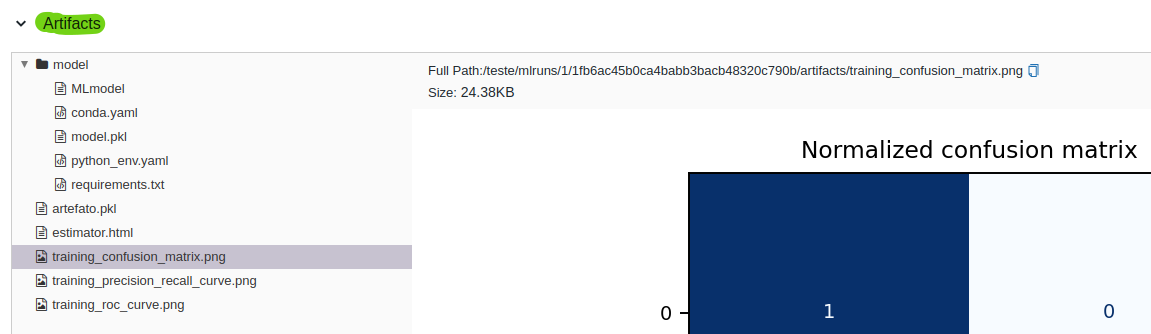 Artifacts
model
MLmodel
conda.yaml
model.pkl
python_env.yaml
requirements.txt
artefato.pkl
estimator.html
training_confusion_matrix.png
training_precision_recall_curve.png
training_roc_curve.png
Full Path:/teste/mlruns/1/1fb6ac45b0ca4babb3bacb48320c790b/artifacts/training_confusion_matrix.png
Size: 24.38KB
Normalized confusion matrix
0 1 0